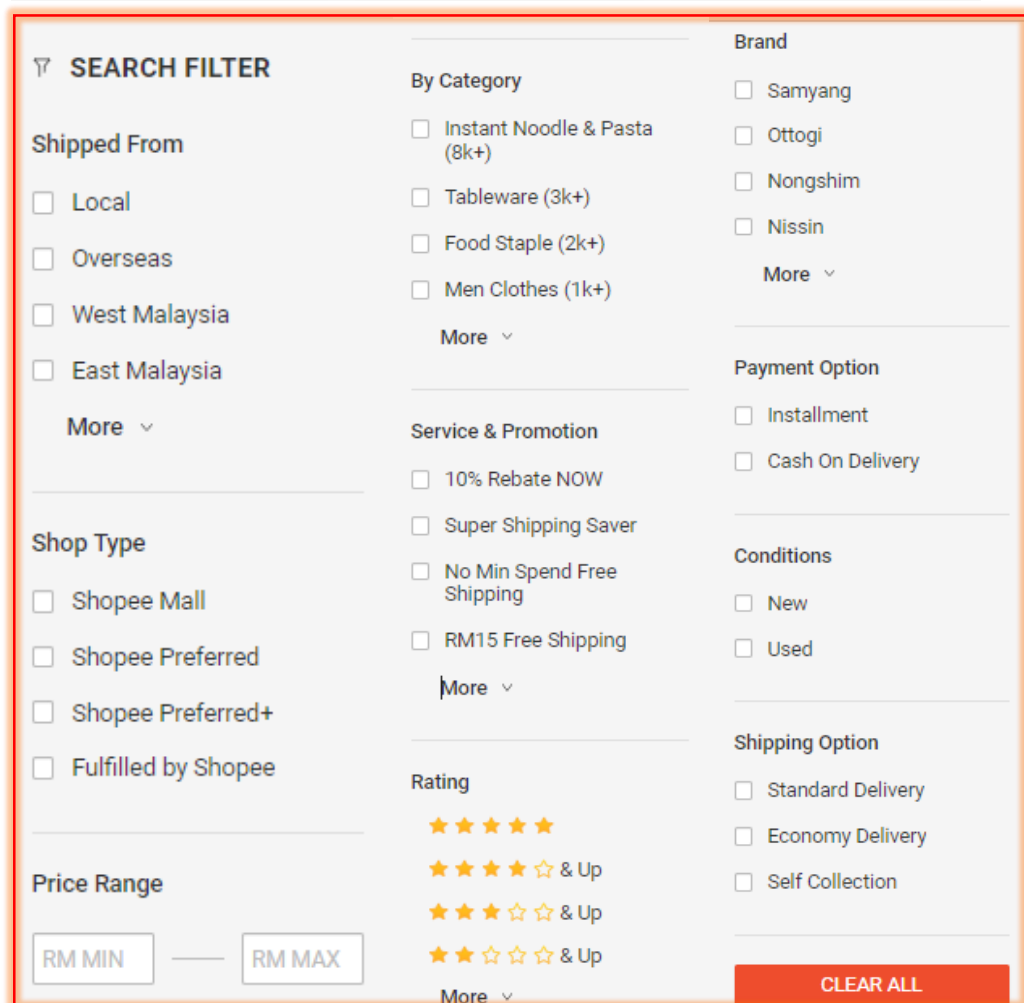 SEARCH FILTER
Shipped From
Local
Overseas
West Malaysia
East Malaysia
More
Shop Type
Shopee Mall
Shopee Preferred
Shopee Preferred+
Fulfilled by Shopee
Price Range
RM MIN
RM MAX
By Category
Instant Noodle & Pasta
(8k+)
Tableware (3k+)
Food Staple (2k+)
Men Clothes (1k+)
More
Service & Promotion
10% Rebate NOW
Super Shipping Saver
No Min Spend Free
Shipping
RM15 Free Shipping
More
Rating
& Up
& Up
& Up
More
Brand
Samyang
Ottogi
Nongshim
Nissin
More
Payment Option
Installment
Cash On Delivery
Conditions
New
Used
Shipping Option
Standard Delivery
Economy Delivery
Self Collection
CLEAR ALL